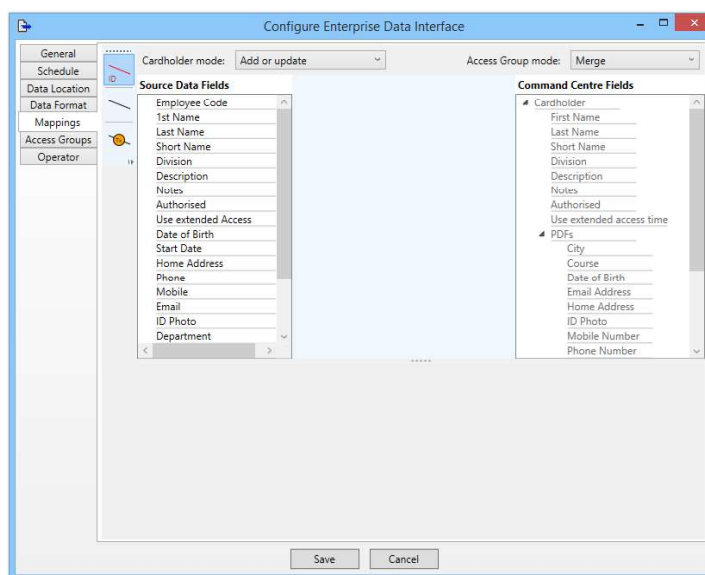 Configure Enterprise Data Interface
General
Schedule
Data Location
Data Format
Mappings
Access Groups
Operator
ID
Cardholder mode: Add or update
Access Group mode: Merge
Source Data Fields
Employee Code
1st Name
Last Name
Short Name
Division
Description
Notes
Authorised
Use extended Access
Date of Birth
Start Date
Home Address
Phone
Mobile
Email
ID Photo
Department
Command Centre Fields
Cardholder
First Name
Last Name
Short Name
Division
Description
Notes
Authorised
Use extended access time
PDFs
City
Course
Date of Birth
Email Address
Home Address
ID Photo
Mobile Number
Phone Number
Save
Cancel